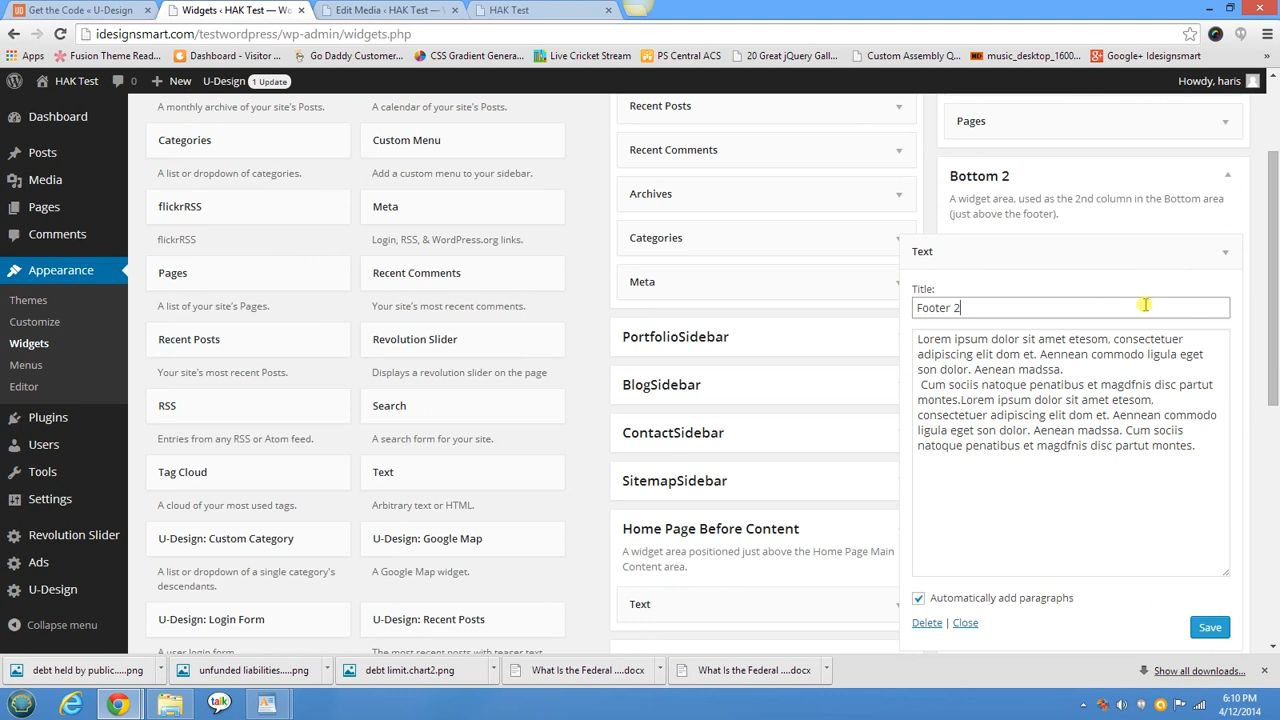 Get the Code « U-Design
Widgets ‹ HAK Test — Wo
Edit Media ‹ HAK Test — W
HAK Test
idesignsmart.com/testwordpress/wp-admin/widgets.php
Apps
Fusion Featured Read...
Dashboard - Visitor ...
Go Daddy Customer...
CSS Gradient Genera...
Live Cricket Stream
PS Central ACS
20 Great jQuery Gall...
Custom Assembly Q...
music_desktop_1600...
Google+ Idesignsmart
»
HAK Test
0
New
U-Design
1 Update
Howdy, haris
Dashboard
Posts
Media
Pages
Comments
Appearance
Themes
Customize
Widgets
Menus
Editor
Plugins
Users
Tools
Settings
Revolution Slider
Ads
U-Design
Collapse menu
A monthly archive of your site's Posts.
A calendar of your site's Posts.
Categories
Custom Menu
A list or dropdown of categories.
Add a custom menu to your sidebar.
flickrRSS
Meta
flickrRSS
Login, RSS, & WordPress.org links.
Pages
Recent Comments
A list of your site's Pages.
Your site's most recent comments.
Recent Posts
Revolution Slider
Your site's most recent Posts.
Displays a revolution slider on the page
RSS
Search
Entries from any RSS or Atom feed.
A search form for your site.
Tag Cloud
Text
A cloud of your most used tags.
Arbitrary text or HTML.
U-Design: Custom Category
U-Design: Google Map
A list or dropdown of a single category's
descendants.
A Google Map widget.
U-Design: Login Form
U-Design: Recent Posts
A user login form
The most recent posts with teaser text
Recent Posts
Recent Comments
Archives
Categories
Meta
PortfolioSidebar
BlogSidebar
ContactSidebar
SitemapSidebar
Home Page Before Content
A widget area positioned just above the Home Page Main
Content area.
Text
Pages
Bottom 2
A widget area, used as the 2nd column in the Bottom area
(just above the footer).
Text
Title:
Footer 2
Lorem ipsum dolor sit amet etesom, consectetuer
adipiscing elit dom et. Aennean commodo ligula eget
son dolor. Aenean madssa.
Cum sociis natoque penatibus et magdfnis disc partut
montes.Lorem ipsum dolor sit amet etesom,
consectetuer adipiscing elit dom et. Aennean commodo
ligula eget son dolor. Aenean madssa. Cum sociis
natoque penatibus et magdfnis disc partut montes.
Automatically add paragraphs
Delete | Close
Save
debt held by public.....png
unfunded liabilities....png
debt limit.chart2.png
What Is the Federal ....docx
What Is the Federal ....docx
Show all downloads...
talk
6:10 PM
4/12/2014